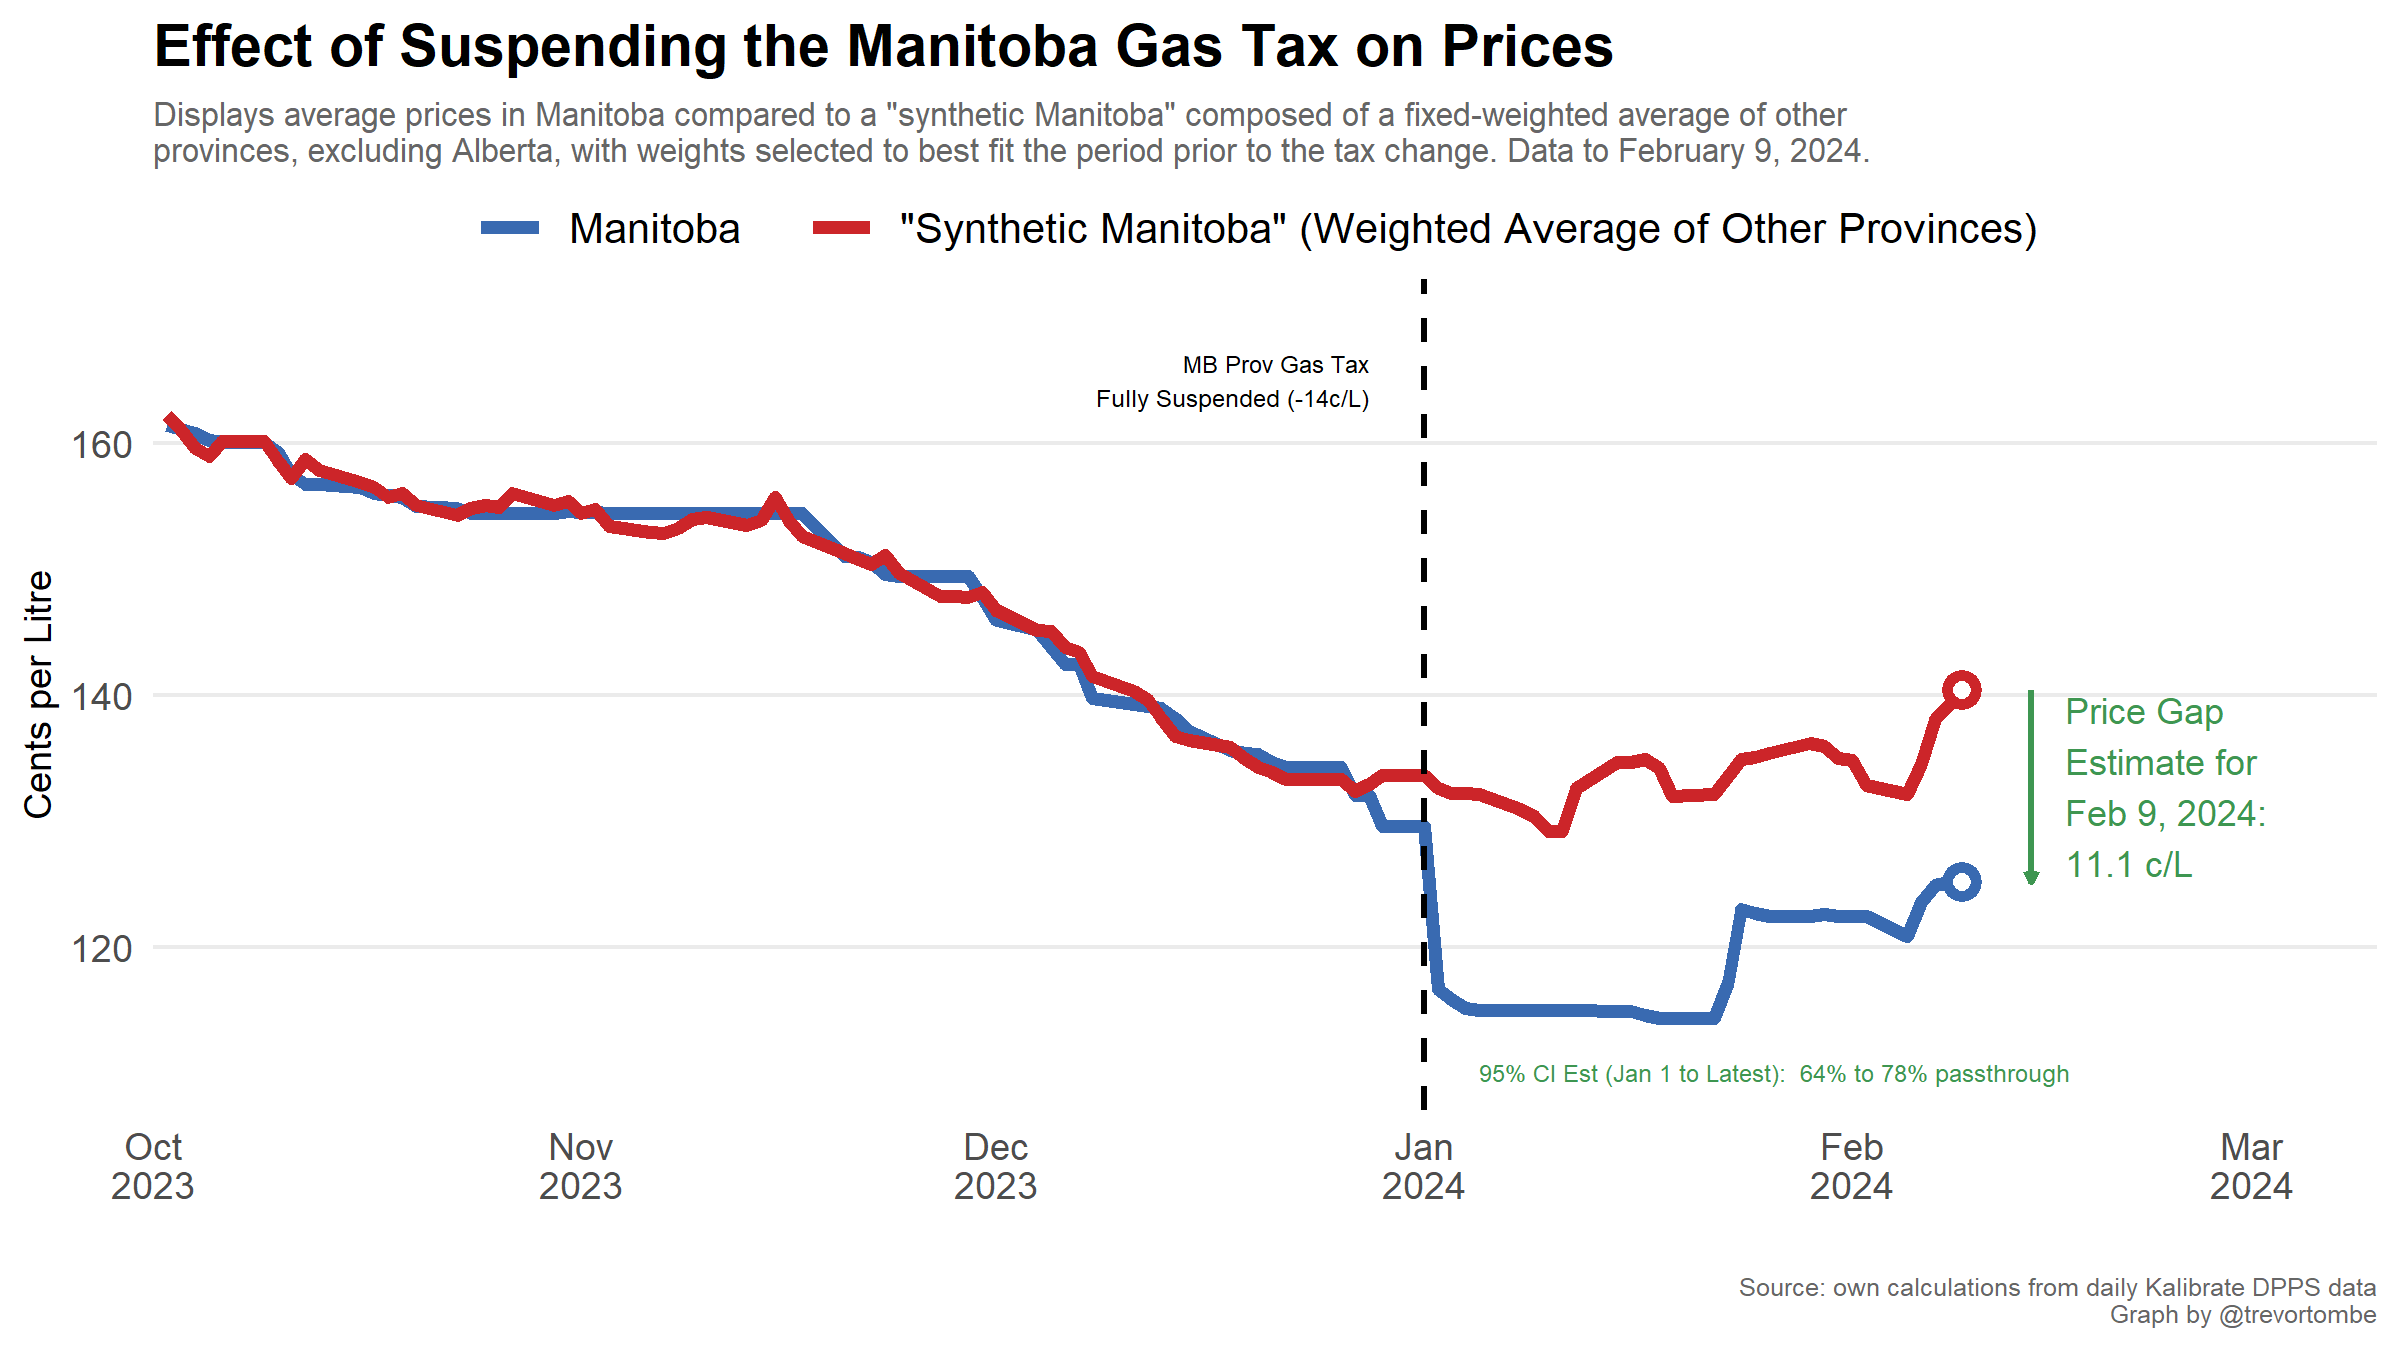 Effect of Suspending the Manitoba Gas Tax on Prices
Displays average prices in Manitoba compared to a "synthetic Manitoba" composed of a fixed-weighted average of other
provinces, excluding Alberta, with weights selected to best fit the period prior to the tax change. Data to February 9, 2024.
Manitoba
"Synthetic Manitoba" (Weighted Average of Other Provinces)
MB Prov Gas Tax
Fully Suspended (-14c/L)
160
140
120
Cents per Litre
Price Gap
Estimate for
Feb 9, 2024:
11.1 c/L
95% CI Est (Jan 1 to Latest):  64% to 78% passthrough
Oct
2023
Nov
2023
Dec
2023
Jan
2024
Feb
2024
Mar
2024
Source: own calculations from daily Kalibrate DPPS data
Graph by @trevortombe